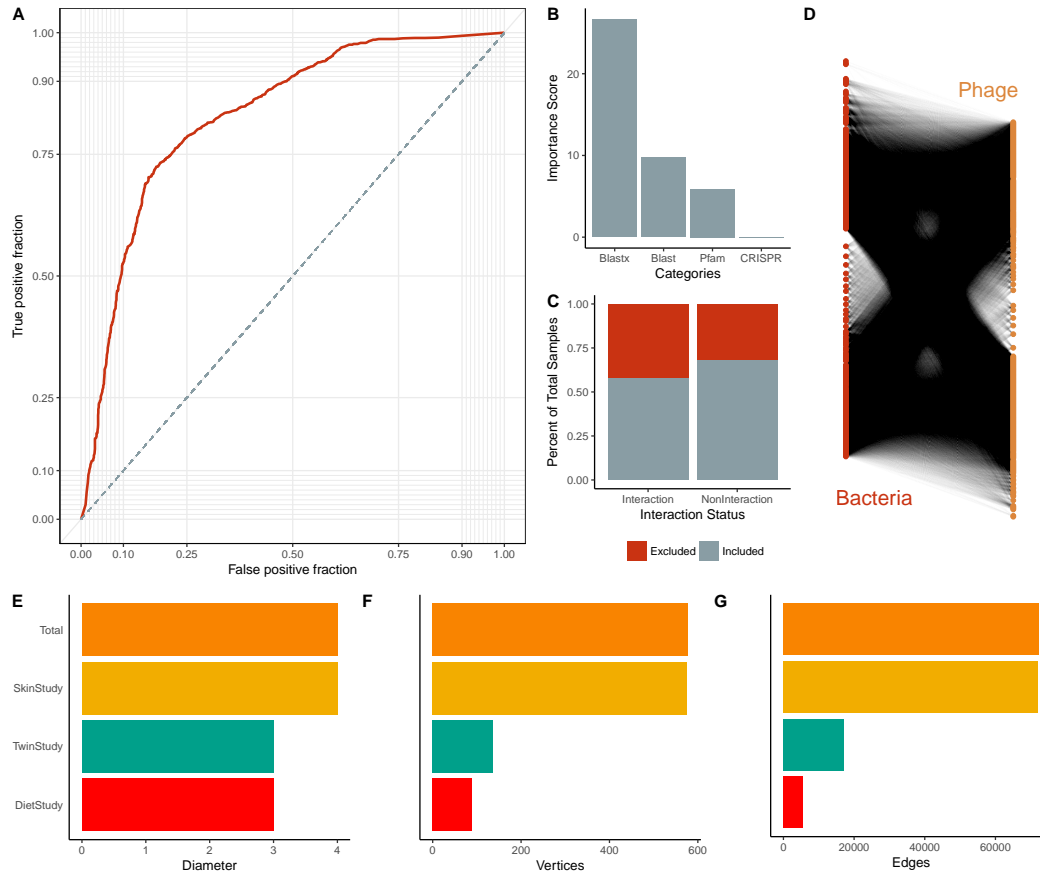 A
1.00
0.90
0.75
0.50
0.25
0.10
0.00
True positive fraction
0.00 0.10 0.25 0.50 0.75 0.90 1.00
False positive fraction
B
20
10
0
Importance Score
Blastx Blast Pfam CRISPR
Categories
C
1.00
0.75
0.50
0.25
0.00
Percent of Total Samples
Interaction NonInteraction
Interaction Status
Excluded Included
D
Phage
Bacteria
E
Total
SkinStudy
TwinStudy
DietStudy
0 1 2 3 4
Diameter
F
0 200 400 600
Vertices
G
0 20000 40000 60000
Edges